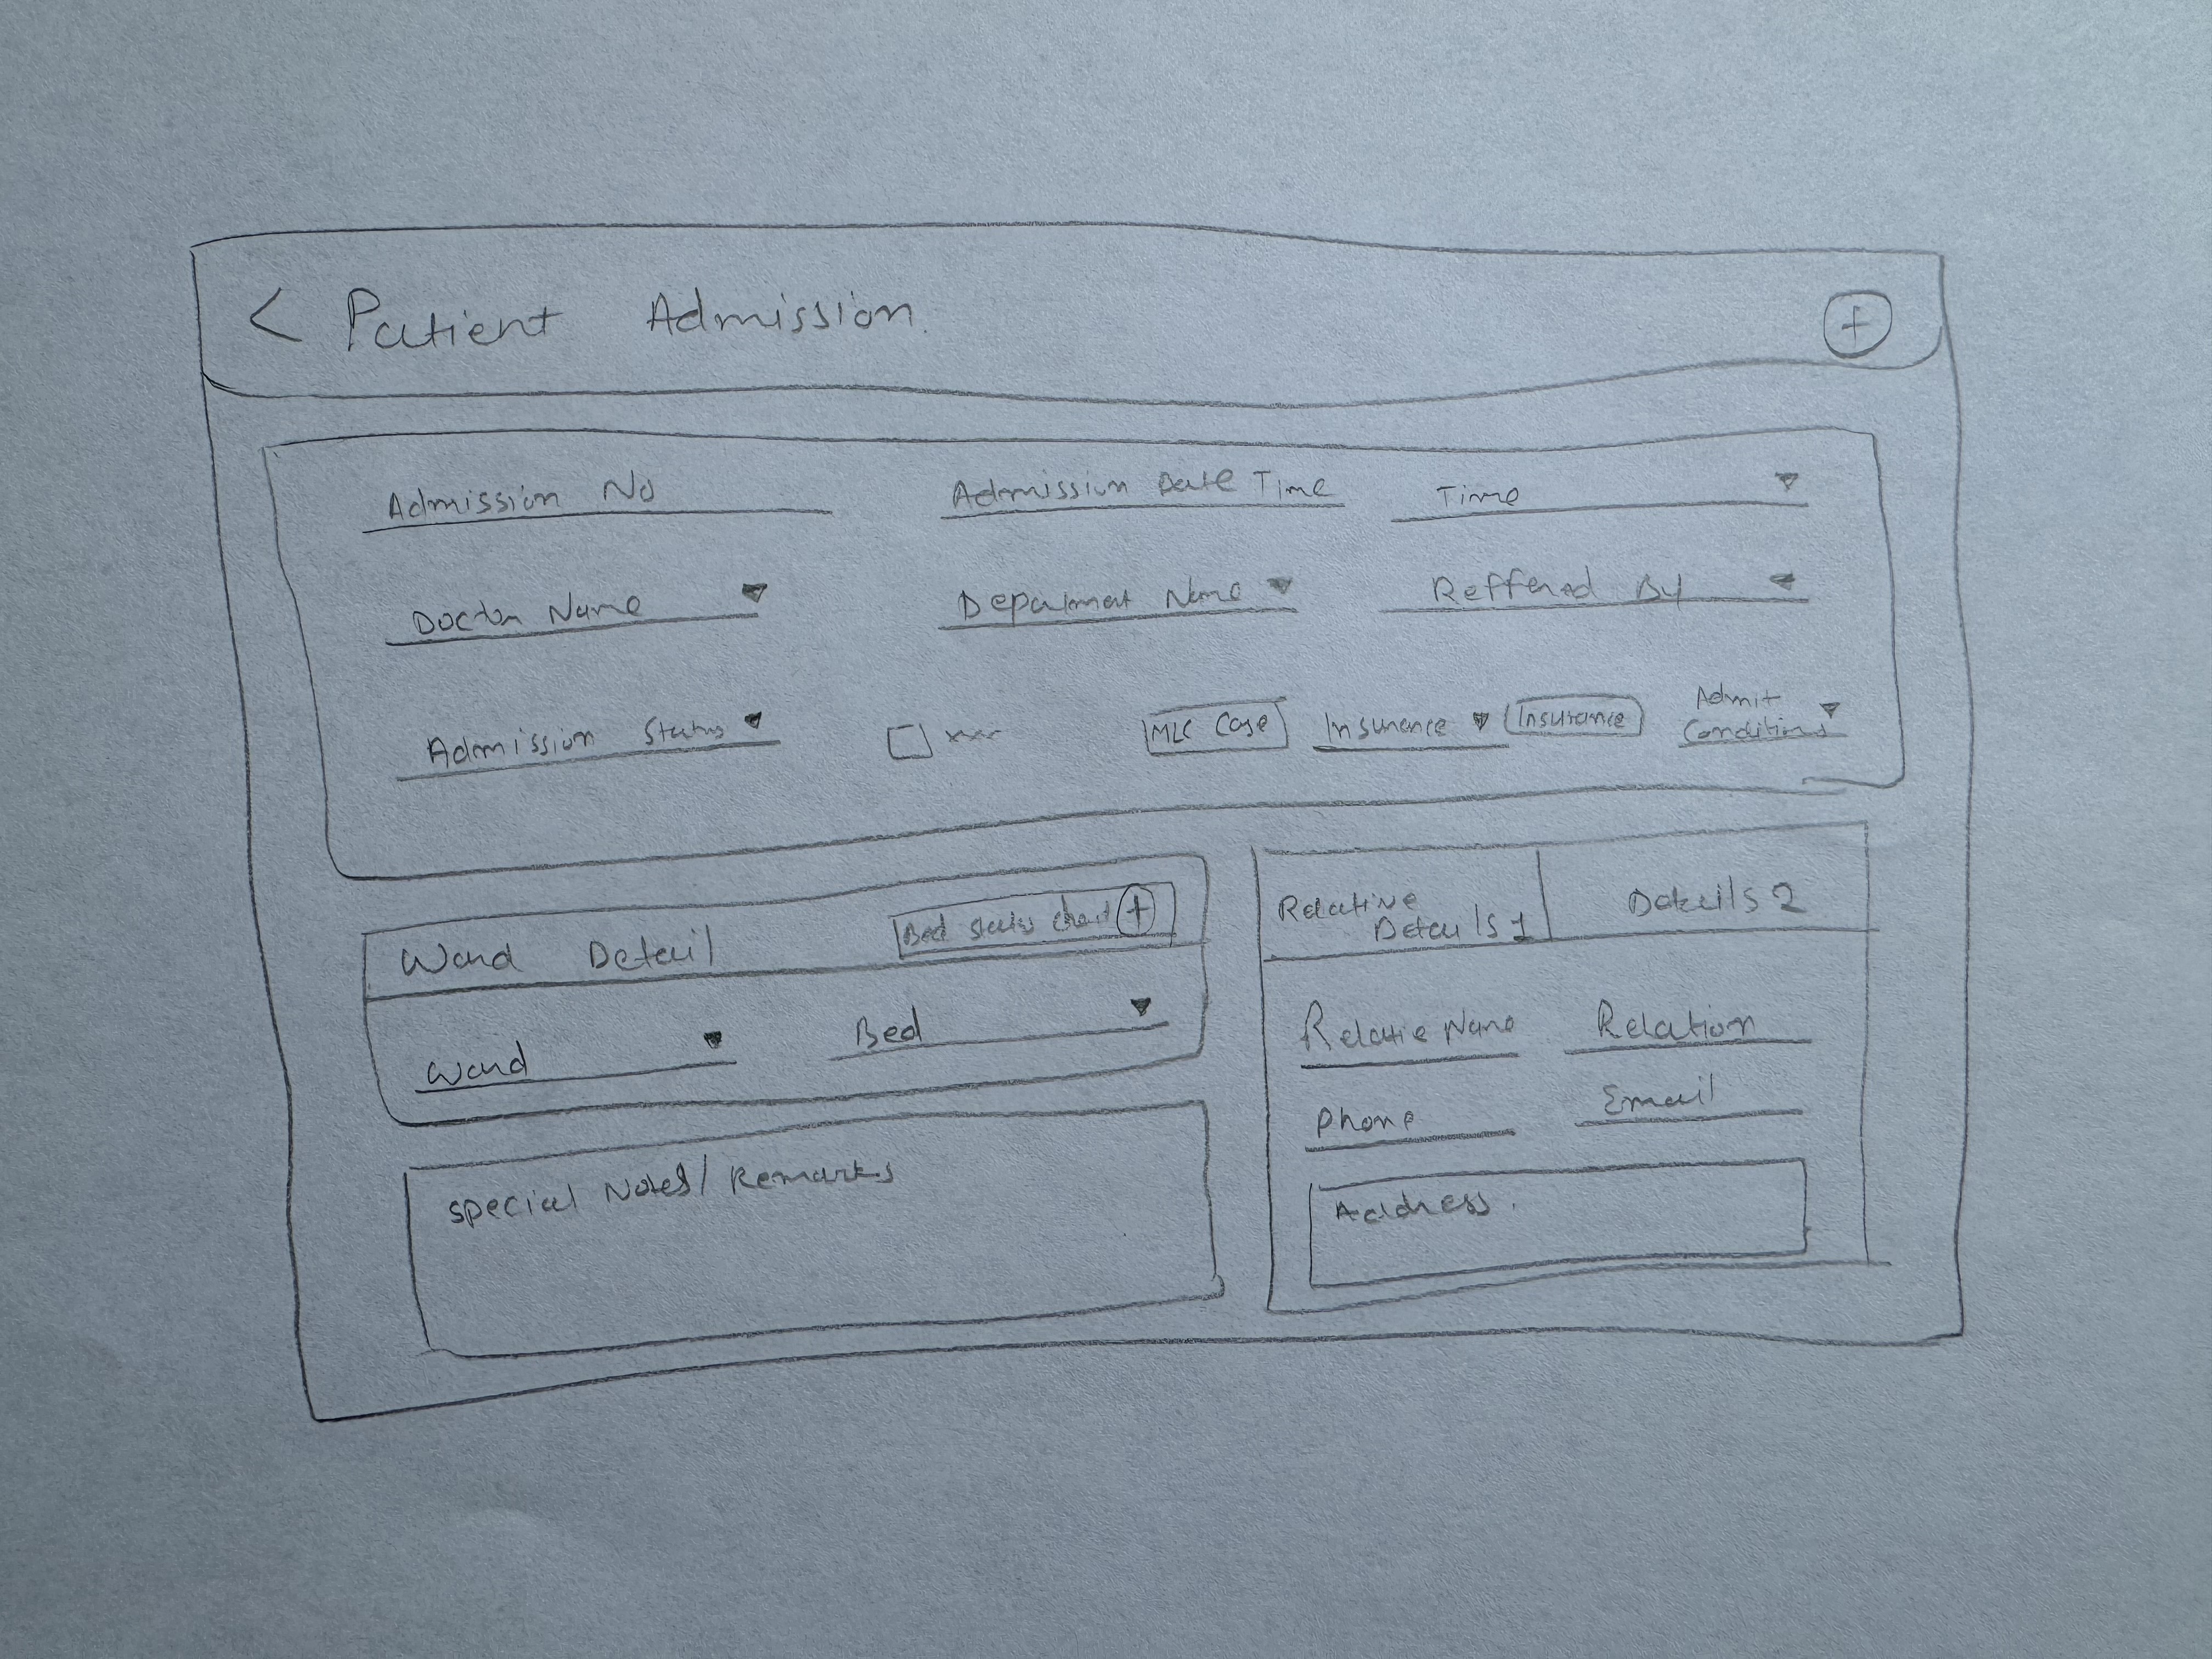 < Patient Admission.
Admission No Admission Date Time Time
Doctor Name Department Name Reffered By
Admission Status MLC Case Insurance Insurance Admit Conditions
Ward Detail Bed status chart +
Ward Bed
Special Notes/ Remarks
Relative Details 1 Details 2
Relatie Name Relation
Phone Email
Address.